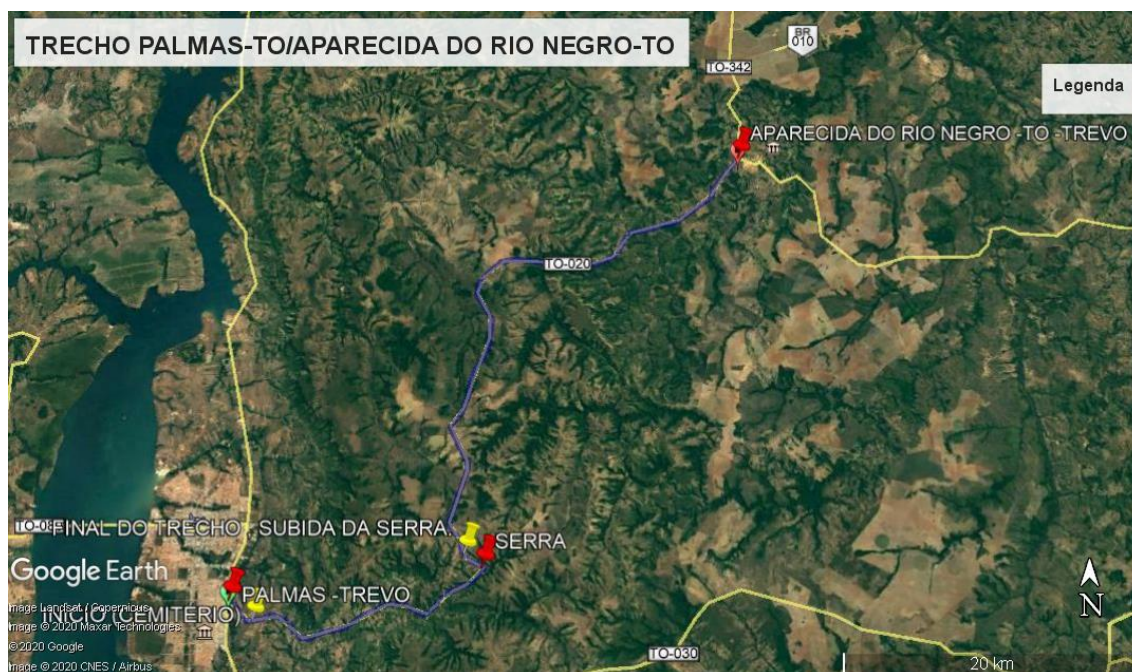 TRECHO PALMAS-TO/APARECIDA DO RIO NEGRO-TO
BR
010
TO-342
Legenda
APARECIDA DO RIO NEGRO -TO -TREVO
TO-020
FINAL DO TRECHO , SUBIDA DA SERRA.
SERRA
Google Earth
PALMAS -TREVO
INICIO (CEMITÉRIO)
Image Landsat / Copernicus
Image © 2020 Maxar Technologies
© 2020 Google
Image © 2020 CNES / Airbus
TO-030
N
20 km